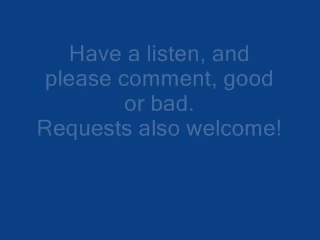 Have a listen, and
please comment, good
or bad.
Requests also welcome!